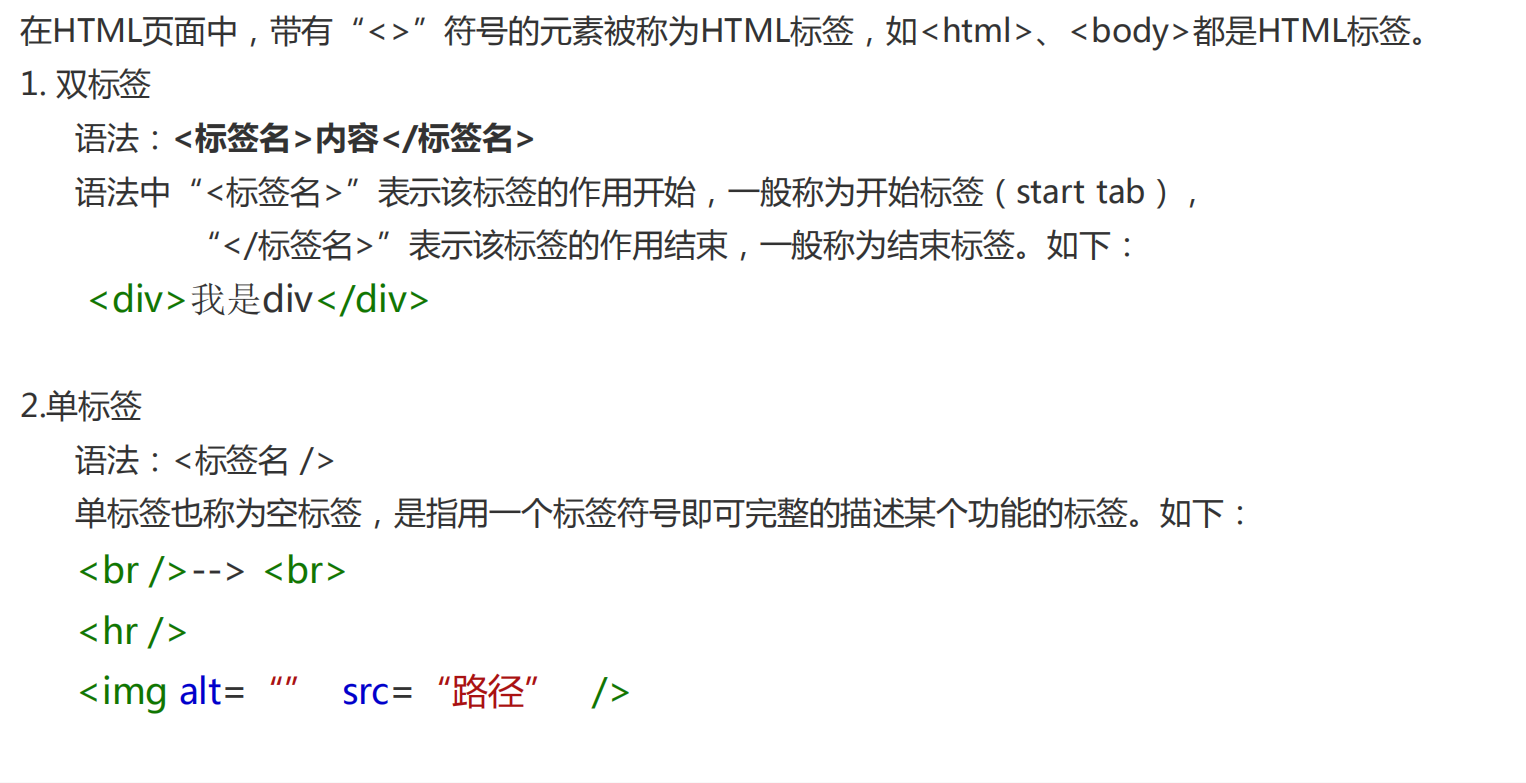 在HTML页面中，带有“<>”符号的元素被称为HTML标签，如<html>、<body>都是HTML标签。
1. 双标签
语法：<标签名>内容</标签名>
语法中“<标签名>”表示该标签的作用开始，一般称为开始标签（start tab），
“</标签名>”表示该标签的作用结束，一般称为结束标签。如下：
<div>我是div</div>
2.单标签
语法：<标签名 />
单标签也称为空标签，是指用一个标签符号即可完整的描述某个功能的标签。如下：
<br />--> <br>
<hr />
<img alt= “” src= “路径” />